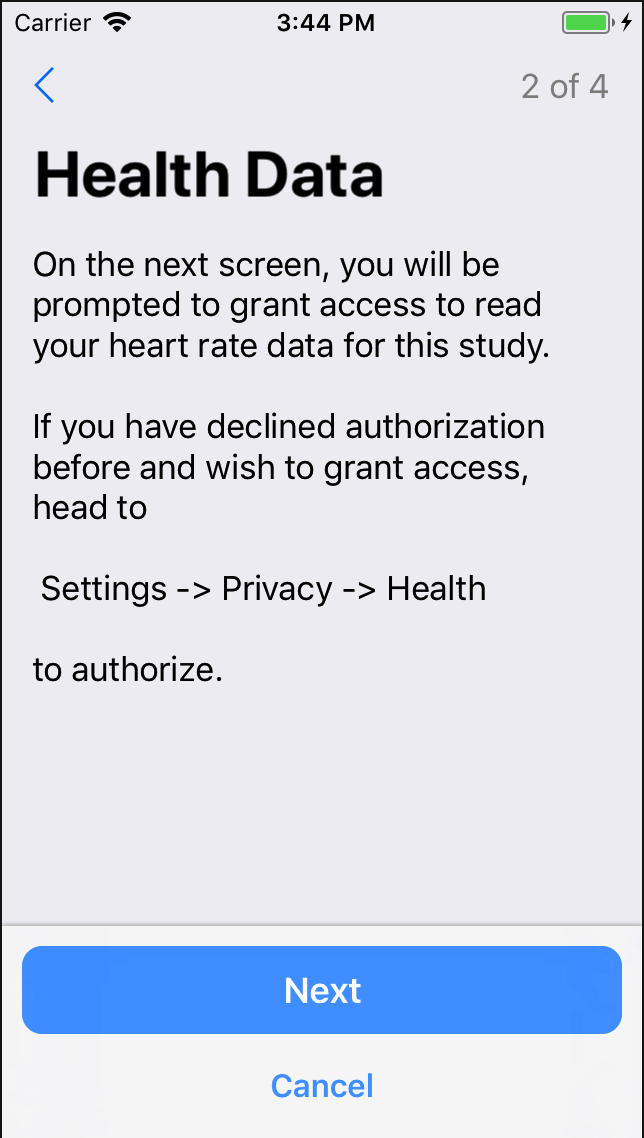 Carrier 3:44 PM
2 of 4
Health Data
On the next screen, you will be
prompted to grant access to read
your heart rate data for this study.
If you have declined authorization
before and wish to grant access,
head to
Settings -> Privacy -> Health
to authorize.
Next
Cancel